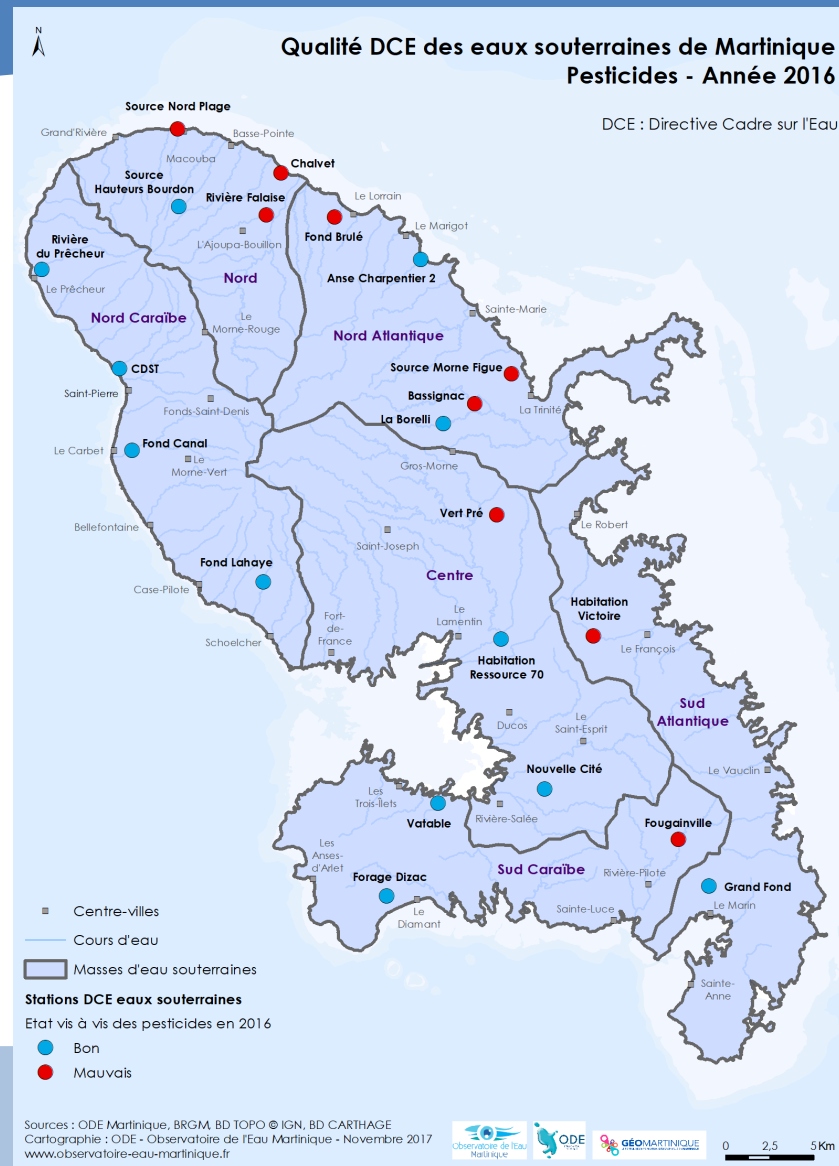 N
Qualité DCE des eaux souterraines de Martinique
Pesticides - Année 2016
DCE : Directive Cadre sur l'Eau
Source Nord Plage
Grand'Rivière
Basse-Pointe
Macouba
Chalvet
Source
Hauteurs Bourdon
Rivière Falaise
Le Lorrain
Fond Brulé
Le Marigot
L'Ajoupa-Bouillon
Rivière
du Prêcheur
Le Prêcheur
Nord
Anse Charpentier 2
Nord Caraïbe
Le
Morne-Rouge
Sainte-Marie
Nord Atlantique
CDST
Source Morne Figue
Saint-Pierre
Bassignac
Fonds-Saint-Denis
La Trinité
La Borelli
Fond Canal
Le Carbet
Le
Morne-Vert
Gros-Morne
Vert Pré
Bellefontaine
Le Robert
Saint-Joseph
Fond Lahaye
Centre
Case-Pilote
Habitation
Victoire
Fort-
de-
France
Le
Lamentin
Schoelcher
Le François
Habitation
Ressource 70
Sud
Atlantique
Ducos
Le
Saint-Esprit
Nouvelle Cité
Le Vauclin
Les
Trois-Îlets
Vatable
Rivière-Salée
Fougainville
Les
Anses-
d'Arlet
Sud Caraïbe
Forage Dizac
Rivière-Pilote
Grand Fond
Le
Diamant
Sainte-Luce
Le Marin
Sainte-
Anne
Centre-villes
Cours d'eau
Masses d'eau souterraines
Stations DCE eaux souterraines
Etat vis à vis des pesticides en 2016
Bon
Mauvais
Sources : ODE Martinique, BRGM, BD TOPO © IGN, BD CARTHAGE
Cartographie : ODE - Observatoire de l'Eau Martinique - Novembre 2017
www.observatoire-eau-martinique.fr
Observatoire de l'Eau
Martinique
ODE
GÉOMARTINIQUE
0 2,5 5 Km